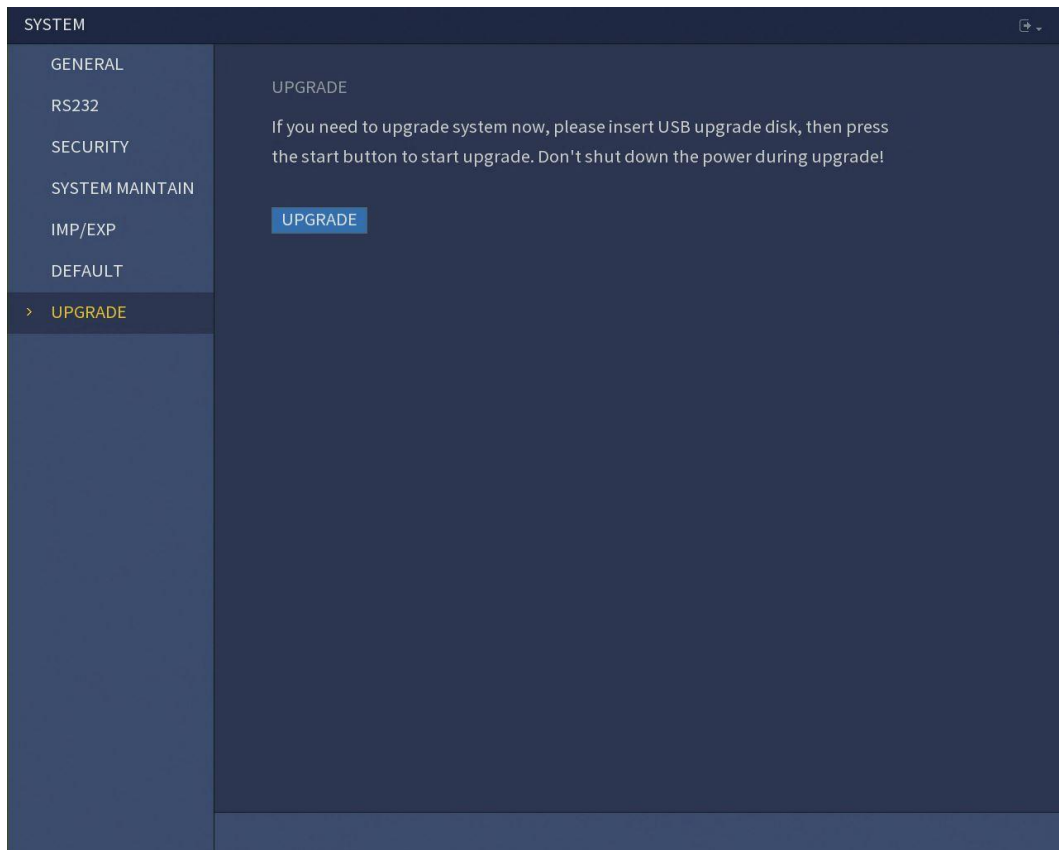 SYSTEM
GENERAL
RS232
SECURITY
SYSTEM MAINTAIN
IMP/EXP
DEFAULT
UPGRADE
UPGRADE
If you need to upgrade system now, please insert USB upgrade disk, then press
the start button to start upgrade. Don't shut down the power during upgrade!
UPGRADE